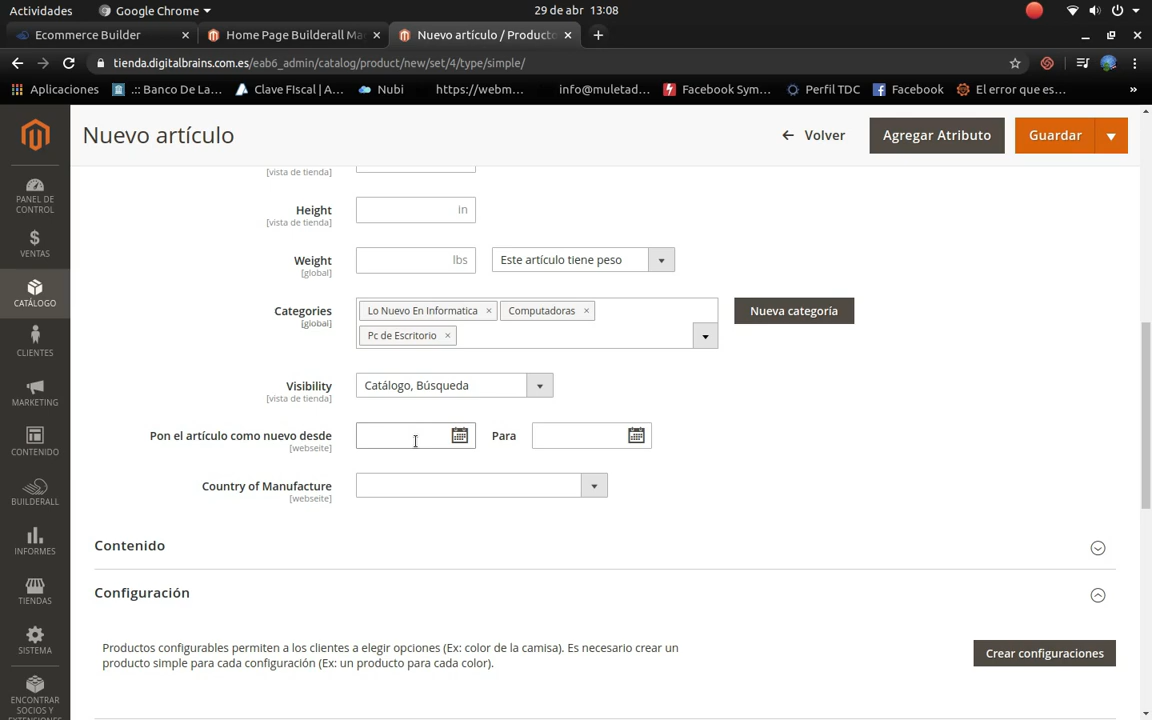 Actividades
Google Chrome
29 de abr 13:08
Ecommerce Builder
Home Page Builderall Ma
Nuevo artículo / Producto
tienda.digitalbrains.com.es/eab6_admin/catalog/product/new/set/4/type/simple/
Aplicaciones
.:: Banco De La...
Clave FIscal | A...
Nubi
https://webm...
info@muletad...
Facebook Sym...
Perfil TDC
Facebook
El error que es...
»
Nuevo artículo
Volver
Agregar Atributo
Guardar
PANEL DE CONTROL
VENTAS
CATÁLOGO
CLIENTES
MARKETING
CONTENIDO
BUILDERALL
INFORMES
TIENDAS
SISTEMA
ENCONTRAR
SOCIOS Y
EXTENSIONES
[vista de tienda]
Height
[vista de tienda]
in
Weight
[global]
lbs
Este artículo tiene peso
Categories
[global]
Lo Nuevo En Informatica ×
Computadoras ×
Pc de Escritorio ×
Nueva categoría
Visibility
[vista de tienda]
Catálogo, Búsqueda
Pon el artículo como nuevo desde
[webseite]
Para
Country of Manufacture
[webseite]
Contenido
Configuración
Productos configurables permiten a los clientes a elegir opciones (Ex: color de la camisa). Es necesario crear un
producto simple para cada configuración (Ex: un producto para cada color).
Crear configuraciones